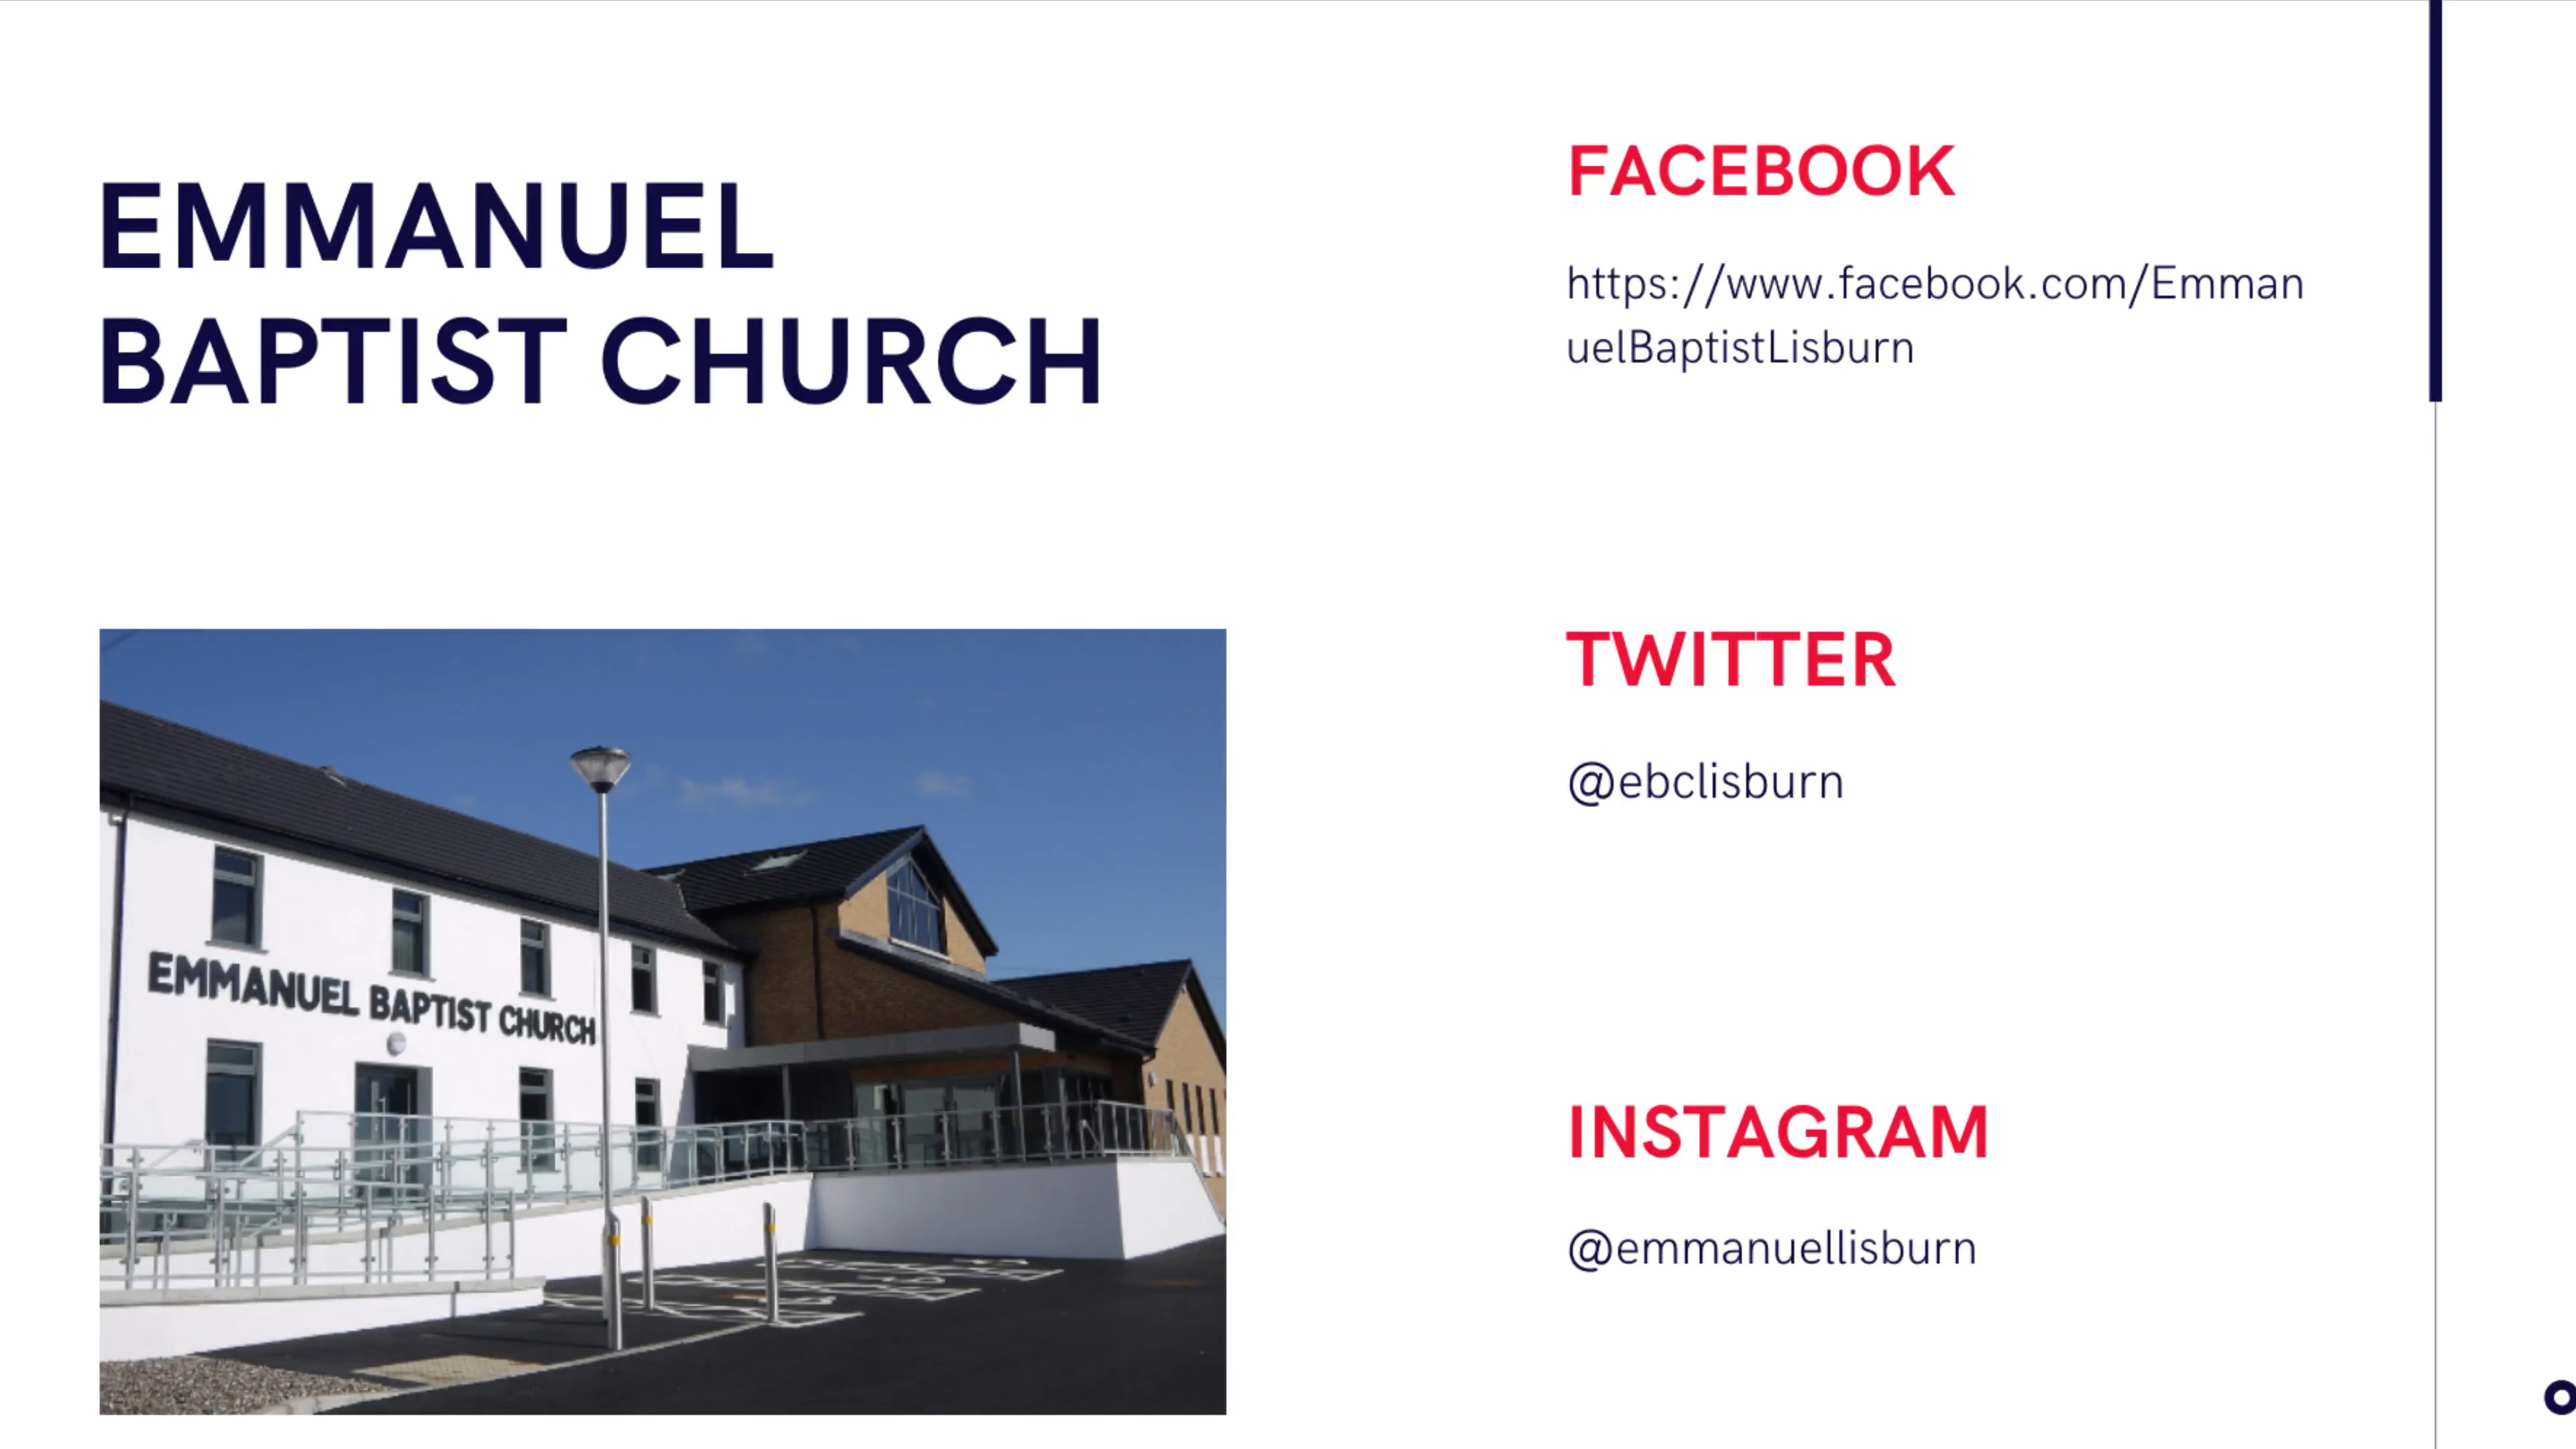 EMMANUEL
BAPTIST CHURCH
EMMANUEL BAPTIST CHURCH
FACEBOOK
https://www.facebook.com/Emman
uelBaptistLisburn
TWITTER
@ebclisburn
INSTAGRAM
@emmanuellisburn